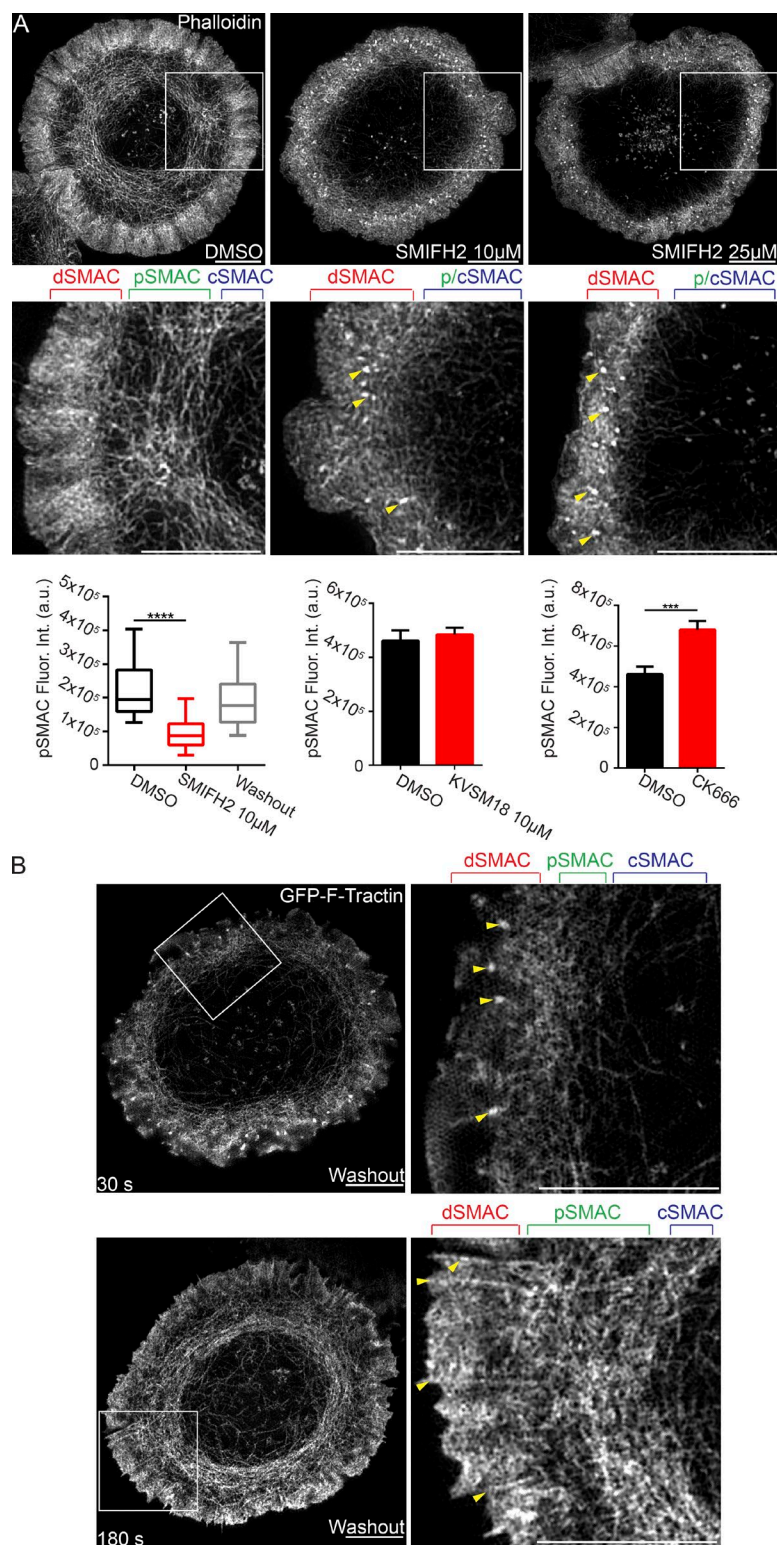 A
Phalloidin
DMSO
SMIFH2 10µM
SMIFH2 25µM
dSMAC pSMAC cSMAC
dSMAC p/cSMAC
dSMAC p/cSMAC
pSMAC Fluor. Int. (a.u.)
5x10⁵
4x10⁵
3x10⁵
2x10⁵
1x10⁵
0
****
DMSO
SMIFH2 10µM
Washout
pSMAC Fluor. Int. (a.u.)
6x10⁵
4x10⁵
2x10⁵
0
DMSO
KVSM18 10µM
pSMAC Fluor. Int. (a.u.)
8x10⁵
6x10⁵
4x10⁵
2x10⁵
0
***
DMSO
CK666
B
GFP-F-Tractin
30 s
Washout
dSMAC pSMAC cSMAC
180 s
Washout
dSMAC pSMAC cSMAC